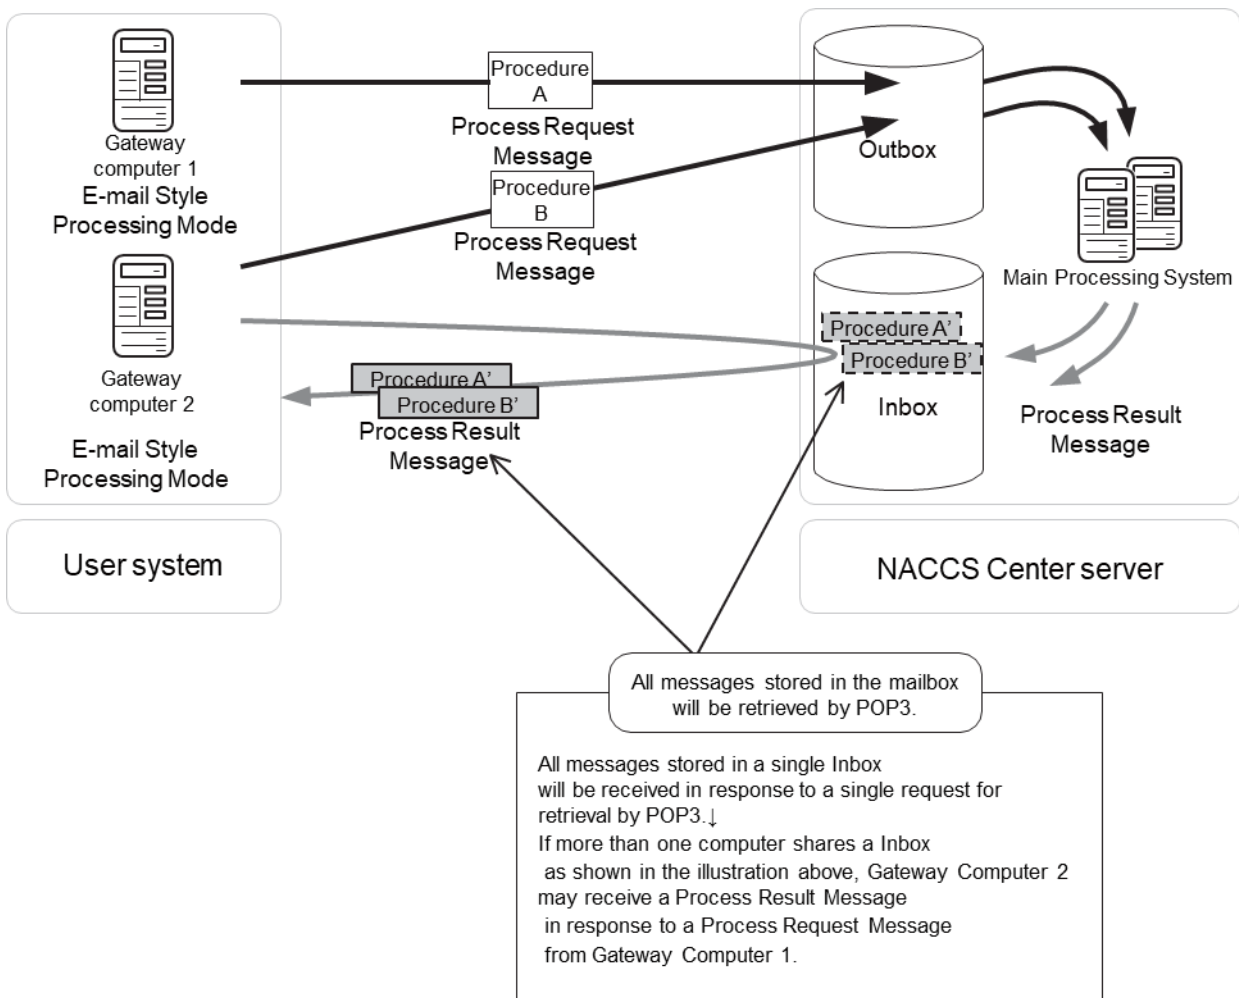 Procedure
A
Process Request
Message
Gateway
computer 1
E-mail Style
Processing Mode
Outbox
Procedure
B
Process Request
Message
Main Processing System
Gateway
computer 2
E-mail Style
Processing Mode
Procedure A'
Procedure B'
Process Result
Message
Procedure A'
Procedure B'
Inbox
Process Result
Message
User system
NACCS Center server
All messages stored in the mailbox
will be retrieved by POP3.
All messages stored in a single Inbox
will be received in response to a single request for
retrieval by POP3.↓
If more than one computer shares a Inbox
as shown in the illustration above, Gateway Computer 2
may receive a Process Result Message
in response to a Process Request Message
from Gateway Computer 1.